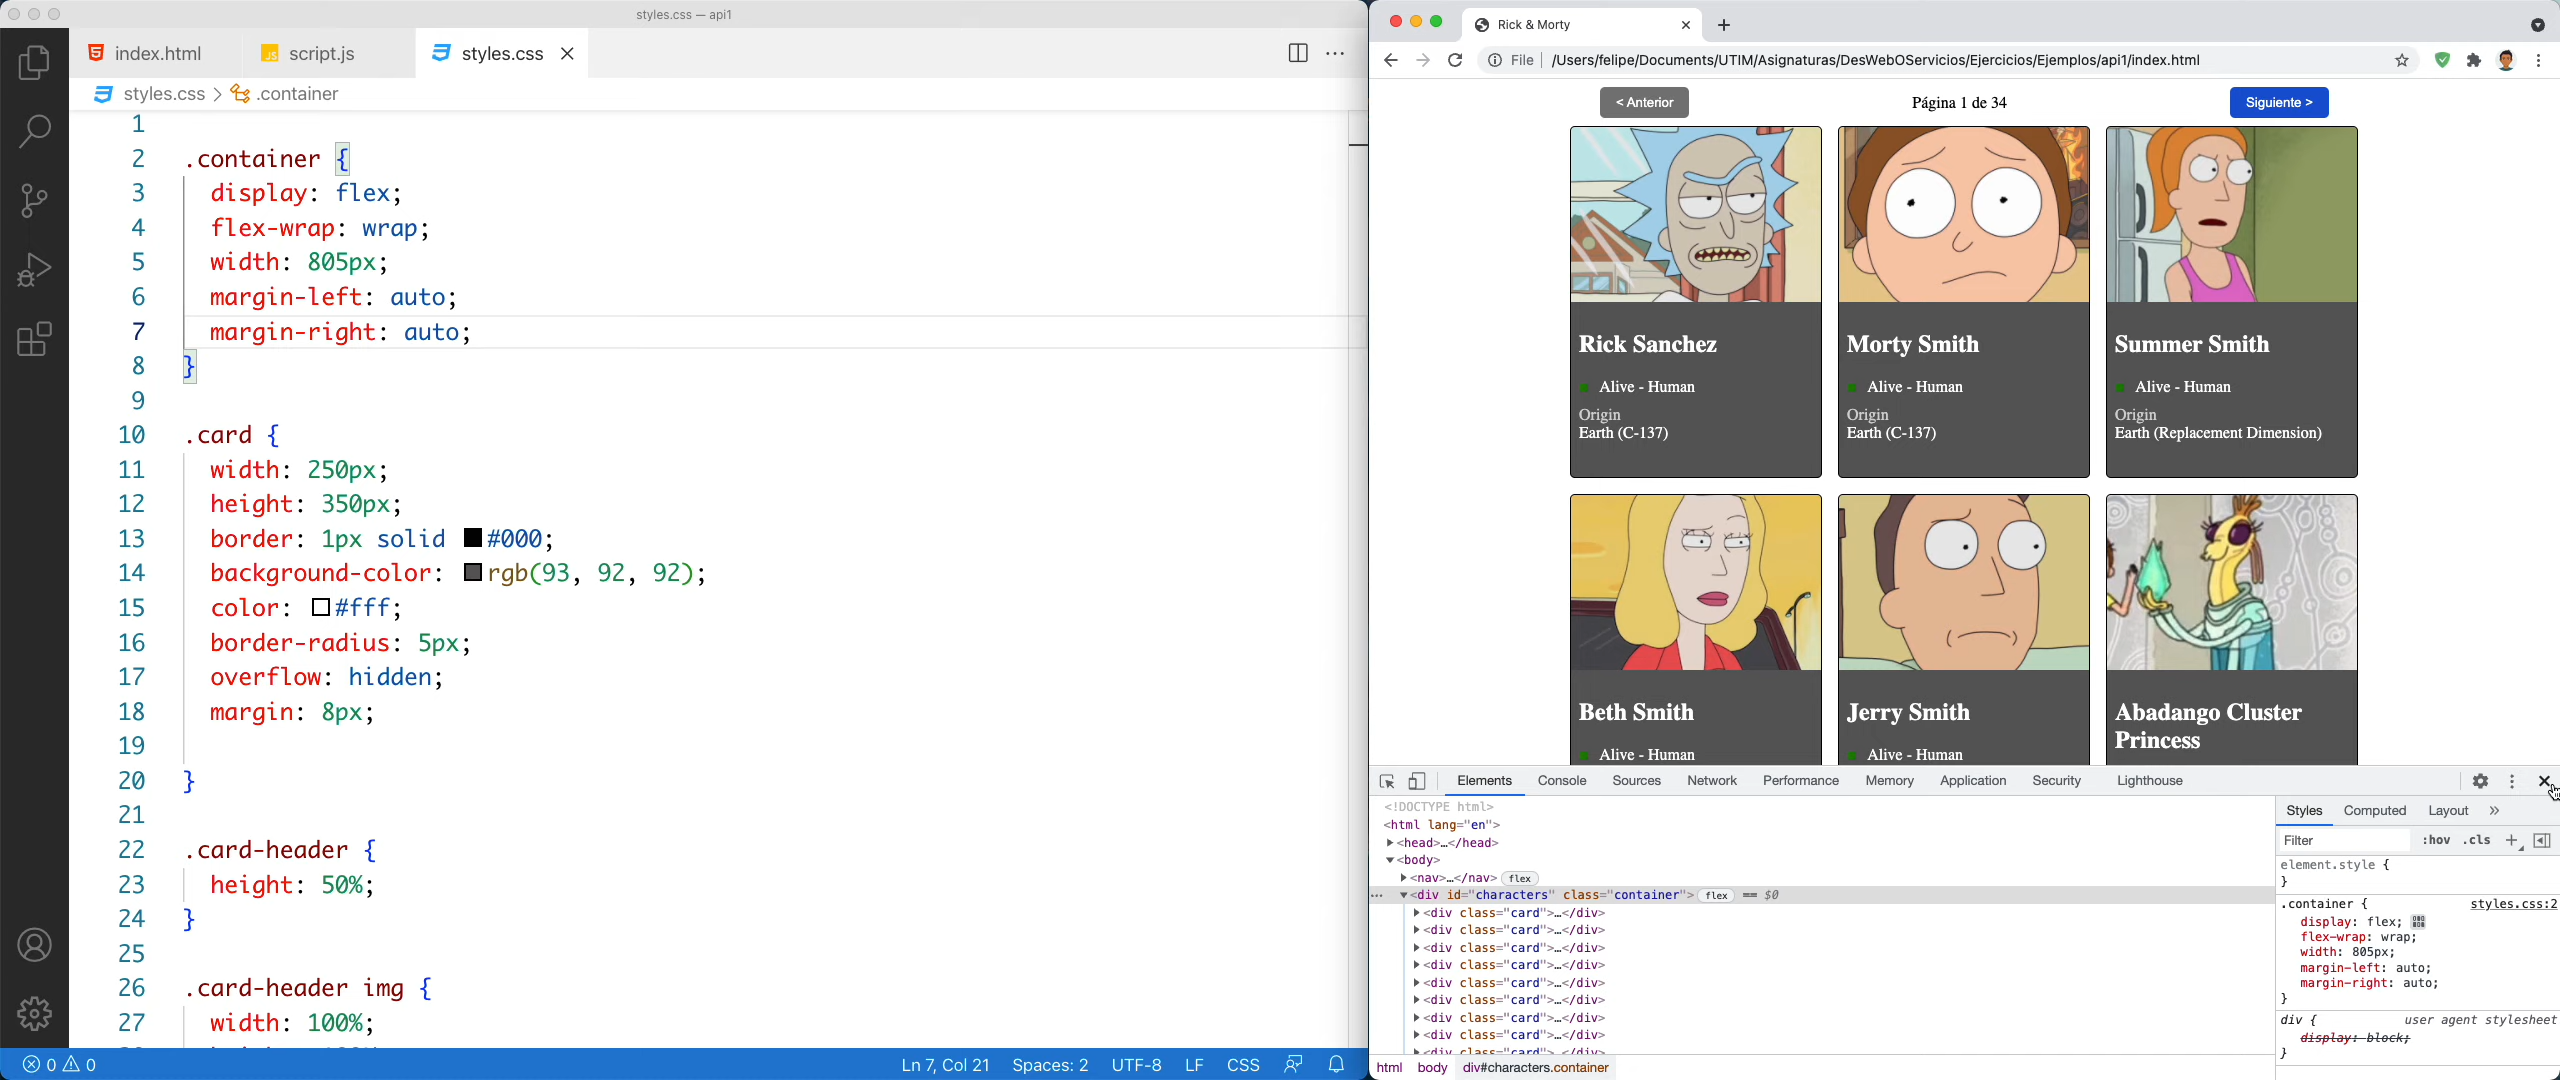 styles.css — api1
index.html
script.js
styles.css
styles.css > .container
1
2 .container {
3 display: flex;
4 flex-wrap: wrap;
5 width: 805px;
6 margin-left: auto;
7 margin-right: auto;
8 }
9
10 .card {
11 width: 250px;
12 height: 350px;
13 border: 1px solid #000;
14 background-color: rgb(93, 92, 92);
15 color: #fff;
16 border-radius: 5px;
17 overflow: hidden;
18 margin: 8px;
19
20 }
21
22 .card-header {
23 height: 50%;
24 }
25
26 .card-header img {
27 width: 100%;
0 0
Ln 7, Col 21 Spaces: 2 UTF-8 LF CSS
Rick & Morty
File /Users/felipe/Documents/UTIM/Asignaturas/DesWebOServicios/Ejercicios/Ejemplos/api1/index.html
< Anterior Página 1 de 34 Siguiente >
Rick Sanchez
Alive - Human
Origin
Earth (C-137)
Morty Smith
Alive - Human
Origin
Earth (C-137)
Summer Smith
Alive - Human
Origin
Earth (Replacement Dimension)
Beth Smith
Alive - Human
Jerry Smith
Alive - Human
Abadango Cluster
Princess
Elements Console Sources Network Performance Memory Application Security Lighthouse
<!DOCTYPE html>
<html lang="en">
<head>…</head>
<body>
<nav>…</nav> flex
<div id="characters" class="container"> flex == $0
<div class="card">…</div>
<div class="card">…</div>
<div class="card">…</div>
<div class="card">…</div>
<div class="card">…</div>
<div class="card">…</div>
<div class="card">…</div>
<div class="card">…</div>
<div class="card">…</div>
html body div#characters.container
Styles Computed Layout »
Filter :hov .cls +
element.style {
}
.container { styles.css:2
display: flex;
flex-wrap: wrap;
width: 805px;
margin-left: auto;
margin-right: auto;
}
div { user agent stylesheet
display: block;
}